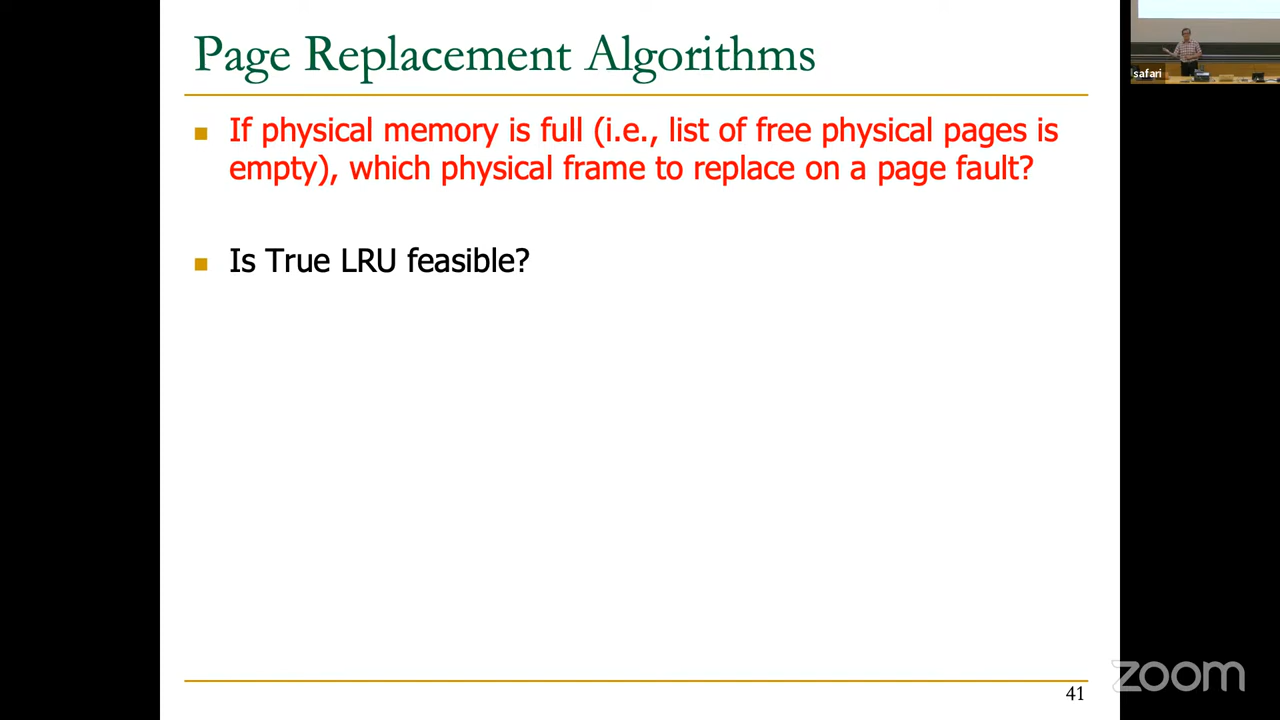 Page Replacement Algorithms
If physical memory is full (i.e., list of free physical pages is
empty), which physical frame to replace on a page fault?
Is True LRU feasible?
safari
41
zoom